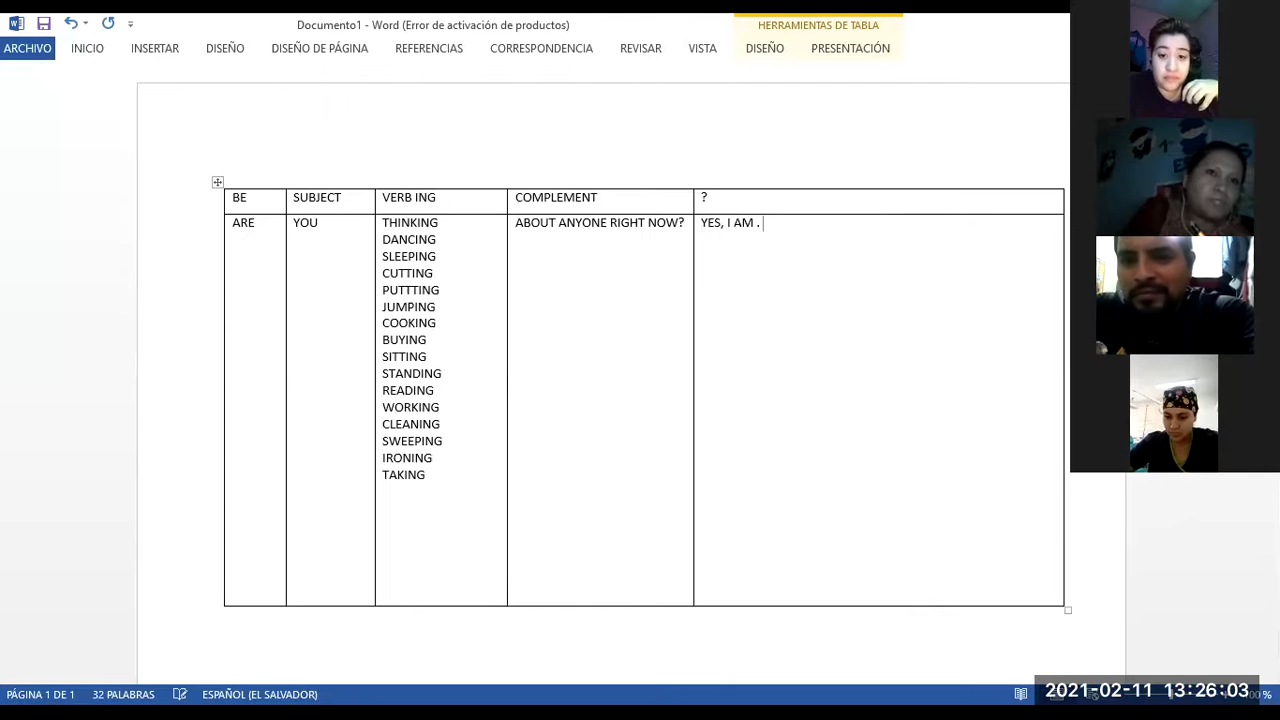 Documento1 - Word (Error de activación de productos)
HERRAMIENTAS DE TABLA
ARCHIVO INICIO INSERTAR DISEÑO DISEÑO DE PÁGINA REFERENCIAS CORRESPONDENCIA REVISAR VISTA DISEÑO PRESENTACIÓN
BE SUBJECT VERB ING COMPLEMENT ?
ARE YOU THINKING ABOUT ANYONE RIGHT NOW? YES, I AM .
DANCING
SLEEPING
CUTTING
PUTTTING
JUMPING
COOKING
BUYING
SITTING
STANDING
READING
WORKING
CLEANING
SWEEPING
IRONING
TAKING
PÁGINA 1 DE 1 32 PALABRAS ESPAÑOL (EL SALVADOR)
2021-02-11 13:26:03